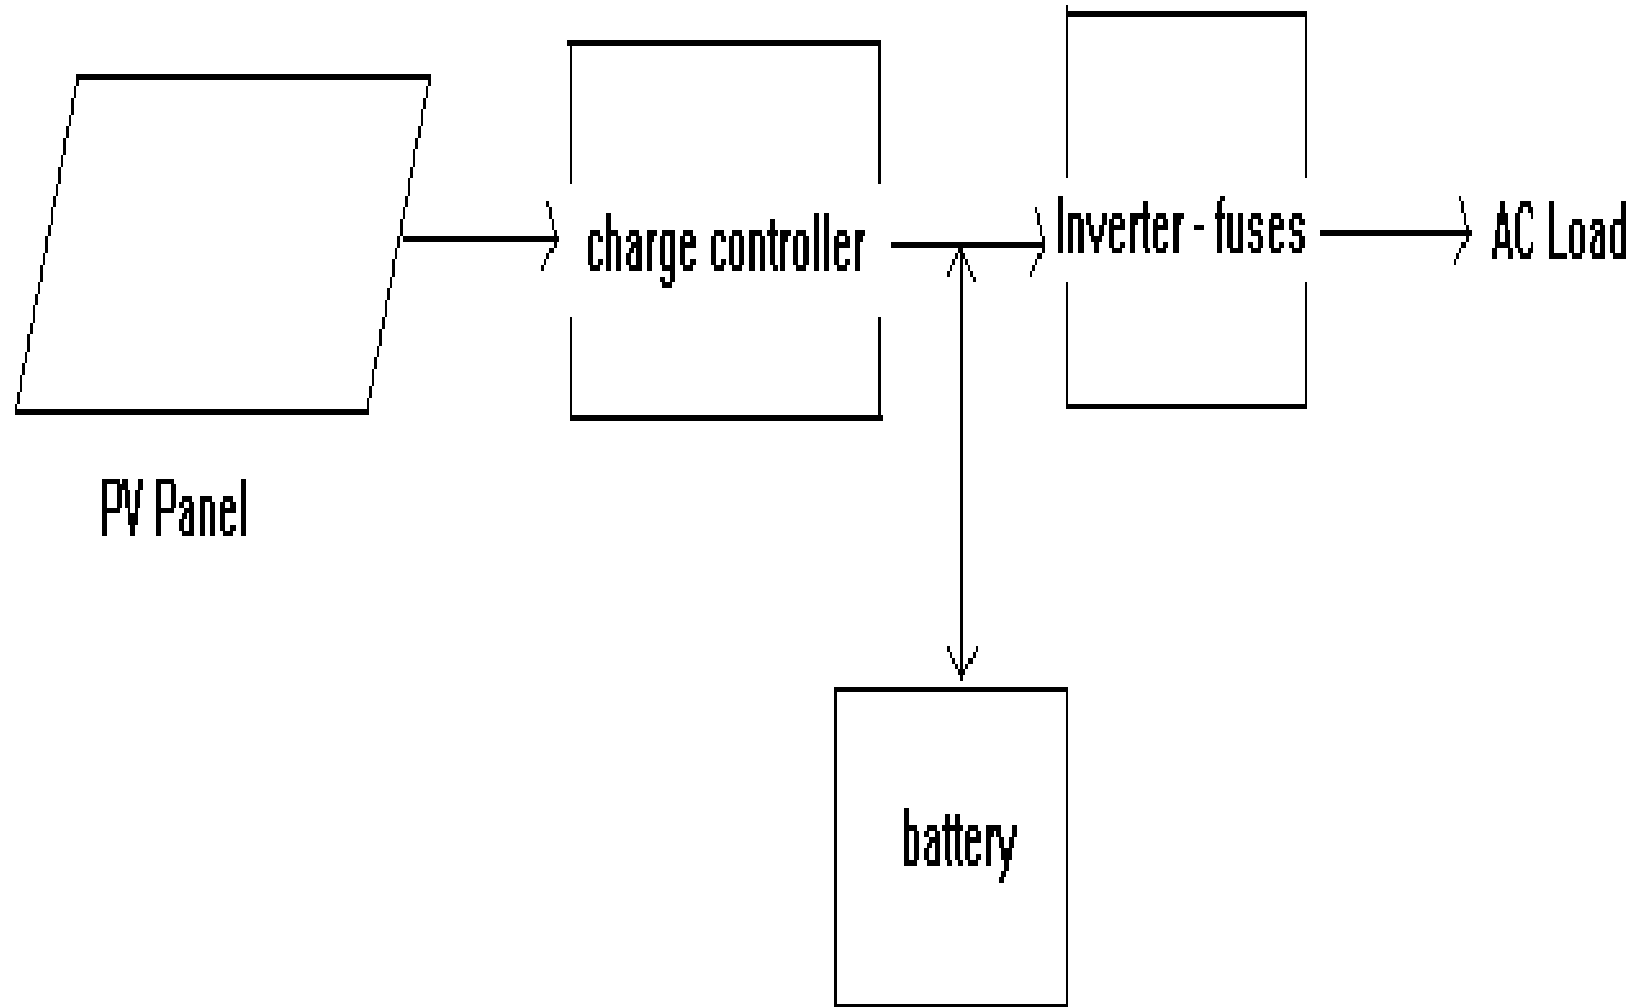 charge controller
Inverter - fuses
AC Load
PV Panel
battery